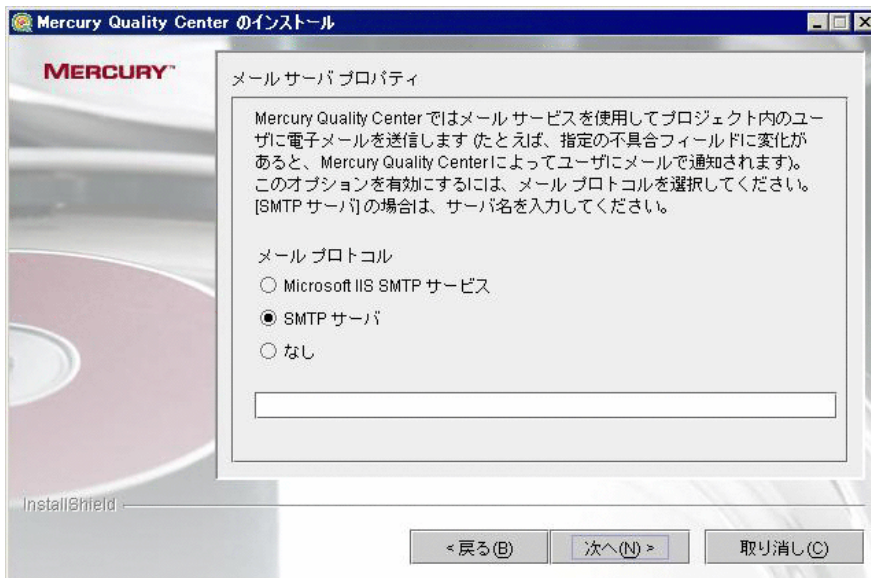 Mercury Quality Center のインストール
MERCURY™
メール サーバ プロパティ
Mercury Quality Center ではメール サービスを使用してプロジェクト内のユー
ザに電子メールを送信します (たとえば、指定の不具合フィールドに変化が
あると、Mercury Quality Centerによってユーザにメールで通知されます)。
このオプションを有効にするには、メール プロトコルを選択してください。
[SMTP サーバ] の場合は、サーバ名を入力してください。
メール プロトコル
Microsoft IIS SMTP サービス
SMTP サーバ
なし
InstallShield
< 戻る(B)
次へ(N) >
取り消し(C)